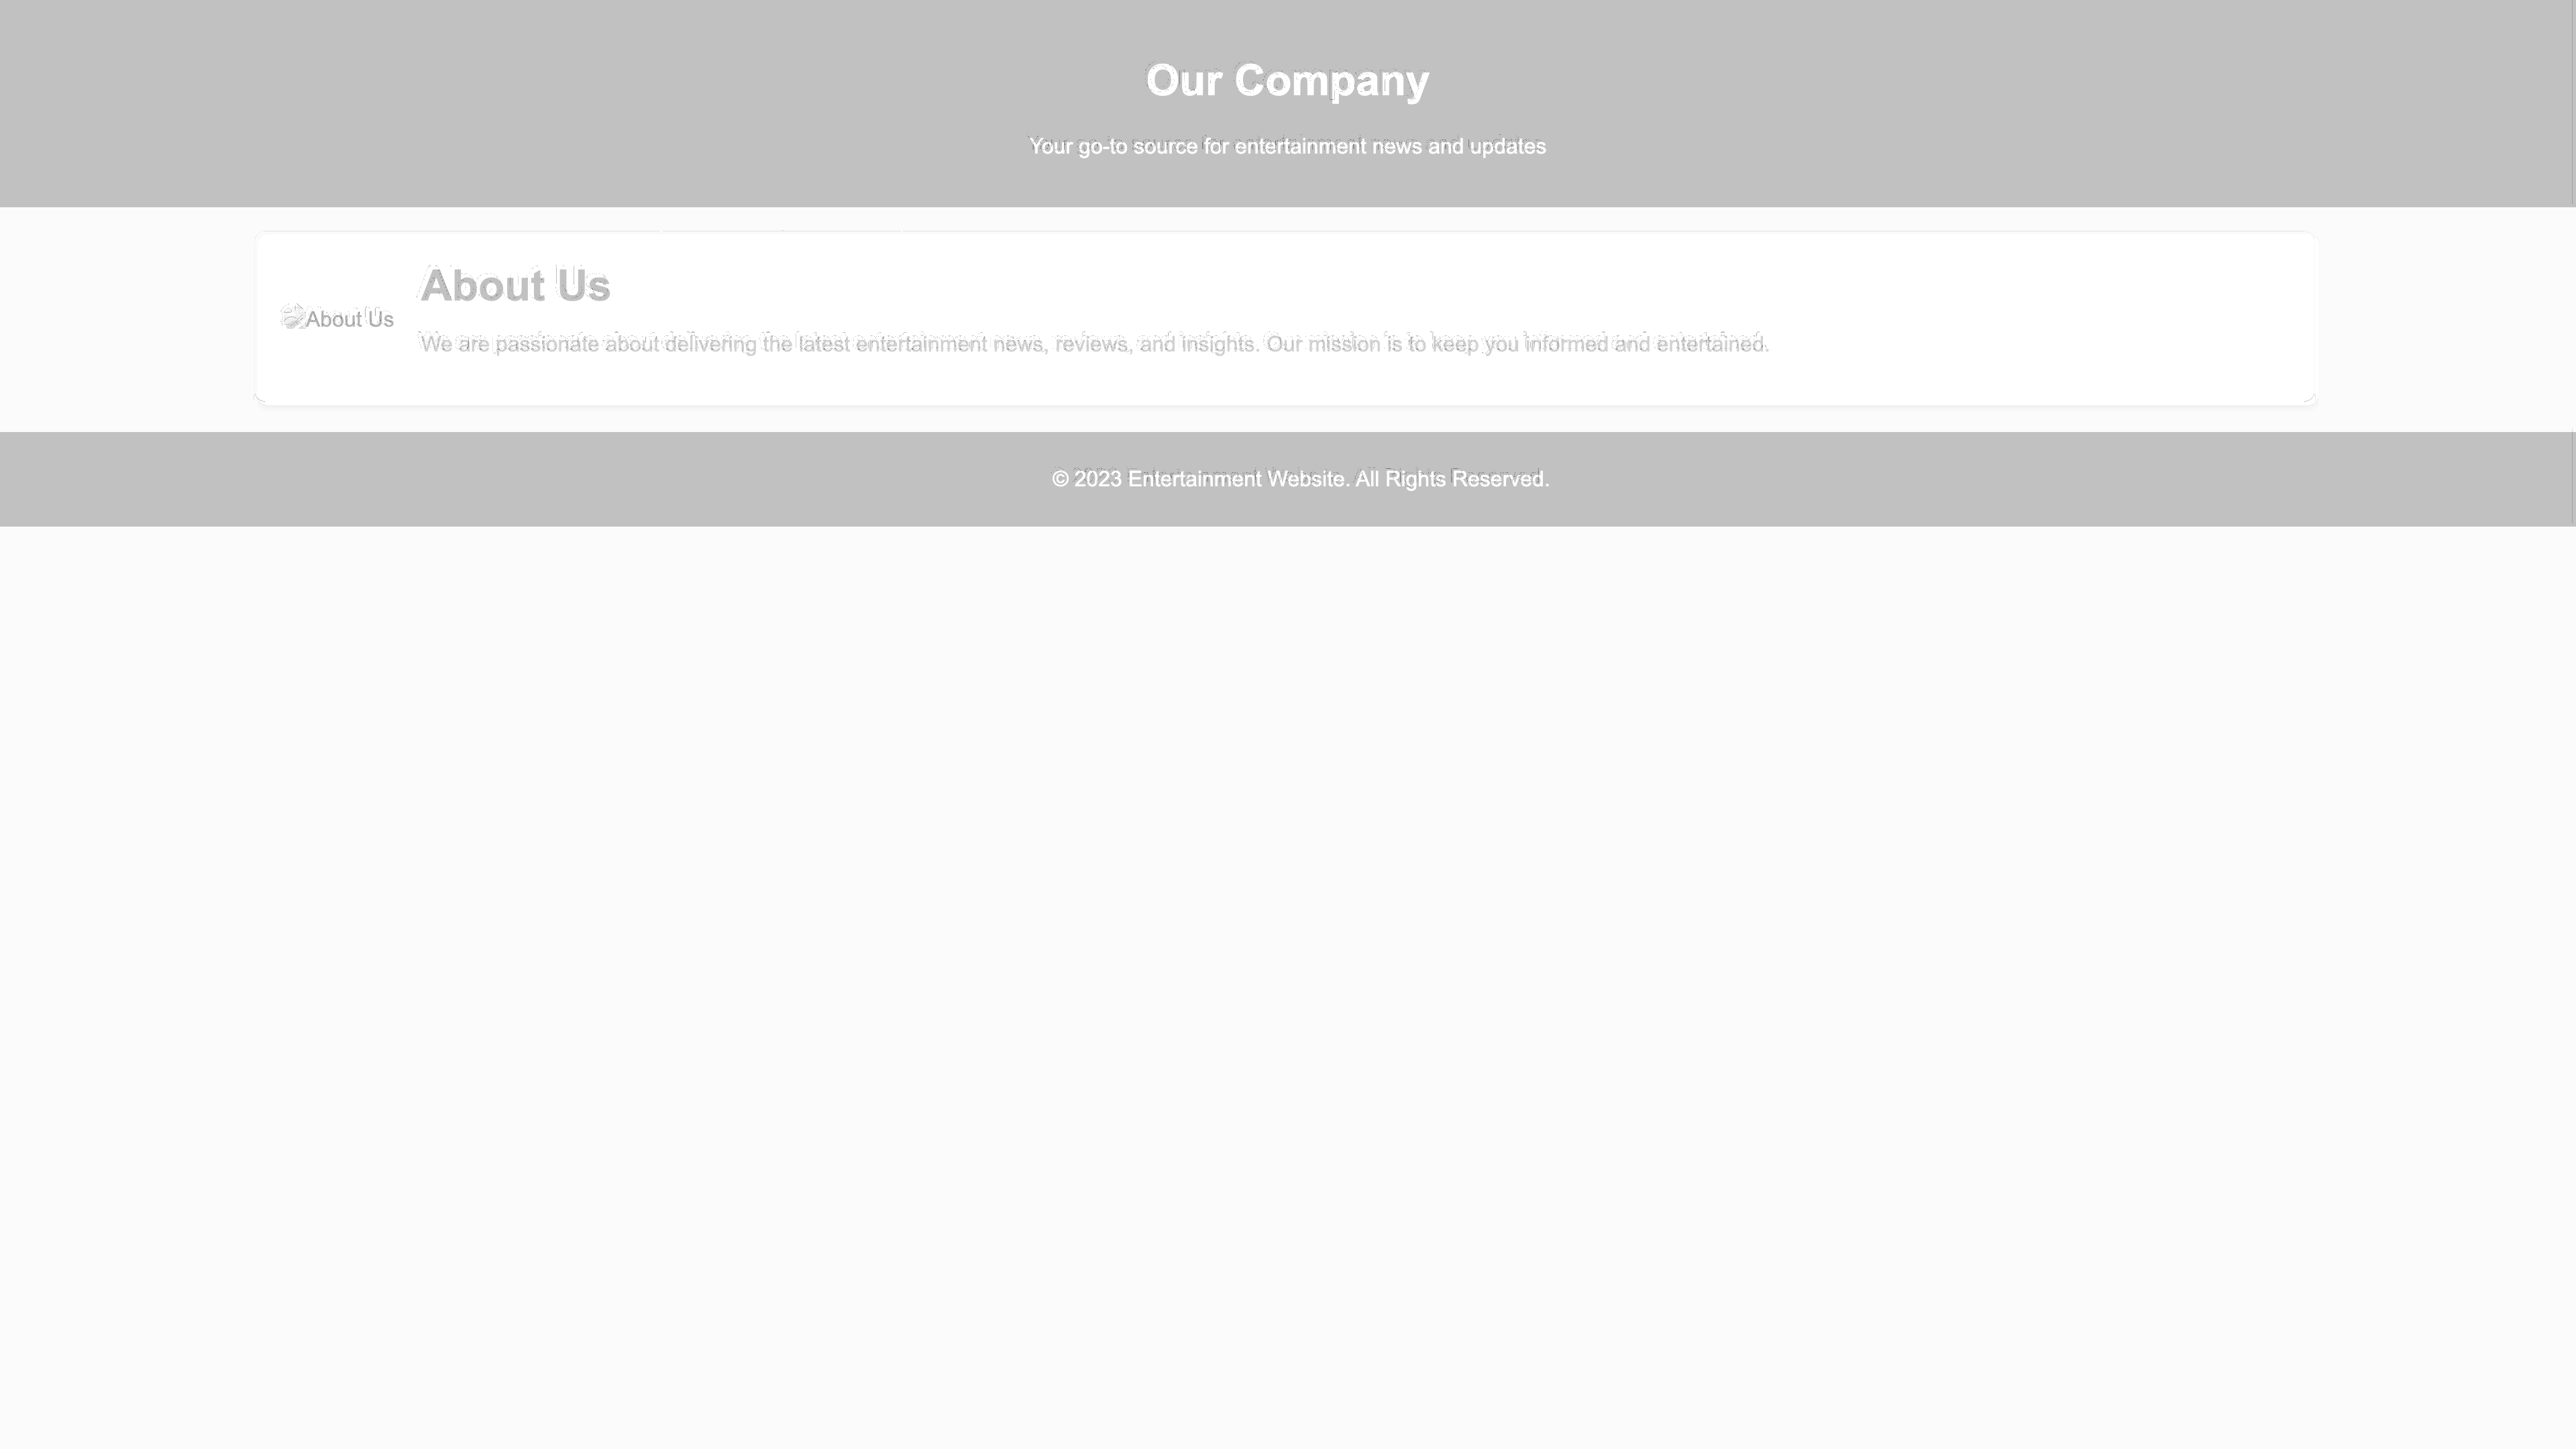 Our Company
Your go-to source for entertainment news and updates
About Us
About Us
We are passionate about delivering the latest entertainment news, reviews, and insights. Our mission is to keep you informed and entertained.
© 2023 Entertainment Website. All Rights Reserved.